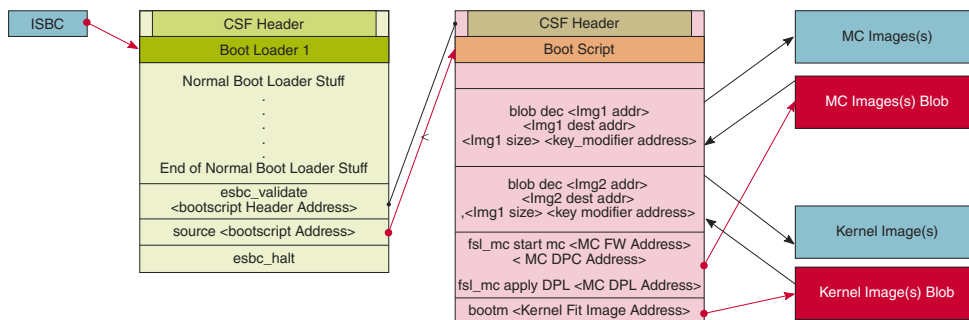 ISBC
CSF Header
Boot Loader 1
Normal Boot Loader Stuff
.
.
.
.
.
End of Normal Boot Loader Stuff
esbc_validate
<bootscript Header Address>
source <bootscript Address>
esbc_halt
<
CSF Header
Boot Script
blob dec <Img1 addr>
<Img1 dest addr>
<Img1 size> <key_modifier address>
blob dec <Img2 addr>
<Img2 dest addr>
,<Img1 size> <key modifier address>
fsl_mc start mc <MC FW Address>
< MC DPC Address>
fsl_mc apply DPL <MC DPL Address>
bootm <Kernel Fit Image Address>
MC Images(s)
MC Images(s) Blob
Kernel Image(s)
Kernel Image(s) Blob